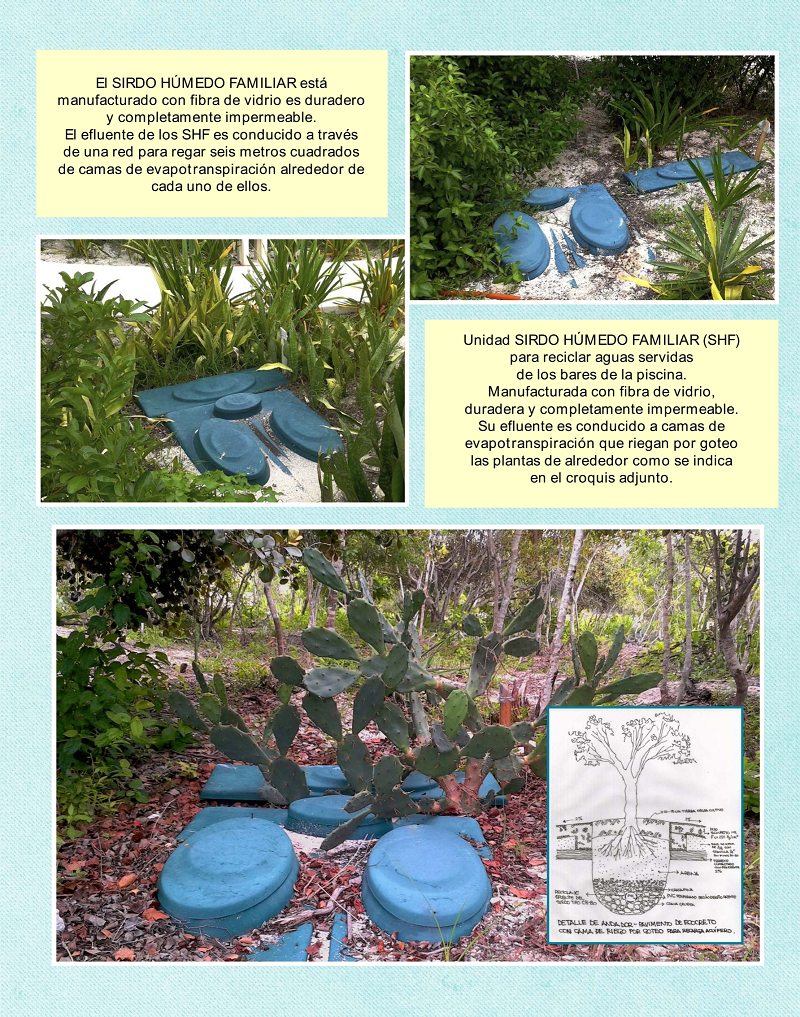 El SIRDO HÚMEDO FAMILIAR está
manufacturado con fibra de vidrio es duradero
y completamente impermeable.
El efluente de los SHF es conducido a través
de una red para regar seis metros cuadrados
de camas de evapotranspiración alrededor de
cada uno de ellos.
Unidad SIRDO HÚMEDO FAMILIAR (SHF)
para reciclar aguas servidas
de los bares de la piscina.
Manufacturada con fibra de vidrio,
duradera y completamente impermeable.
Su efluente es conducido a camas de
evapotranspiración que riegan por goteo
las plantas de alrededor como se indica
en el croquis adjunto.
ARENA
GRAVILLA
DETALLE DE ANDADOR-PAVIMENTO DE ECOCRETO
CON CAMA DE RIEGO POR GOTEO PARA RECARGA ACUÍFERO.